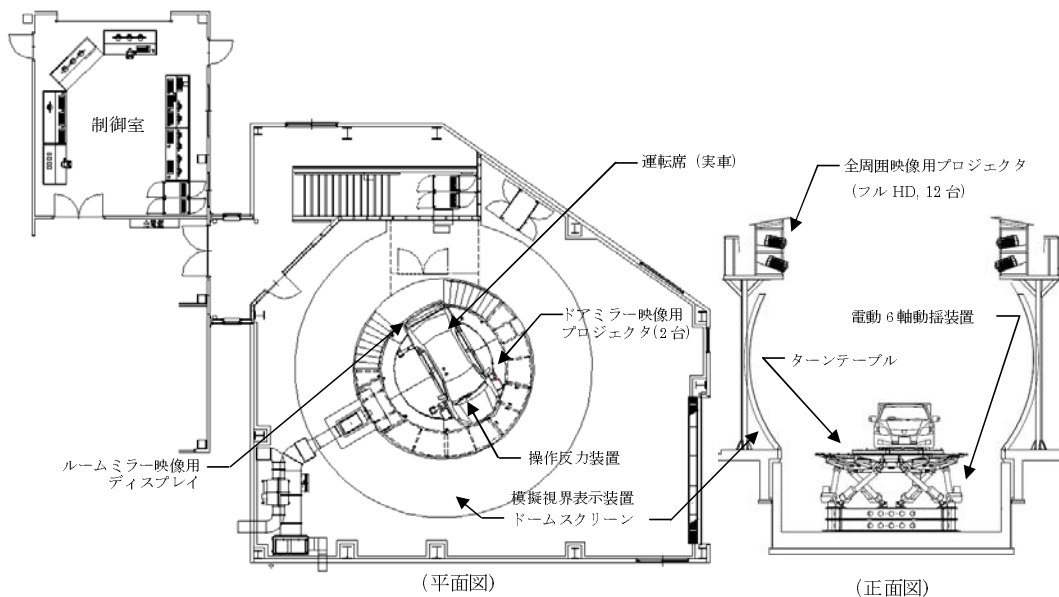 制御室
運転席 (実車)
全周囲映像用プロジェクタ
(フル HD, 12 台)
ドアミラー映像用
プロジェクタ(2 台)
電動 6 軸動揺装置
ターンテーブル
ルームミラー映像用
ディスプレイ
操作反力装置
模擬視界表示装置
ドームスクリーン
(平面図)
(正面図)